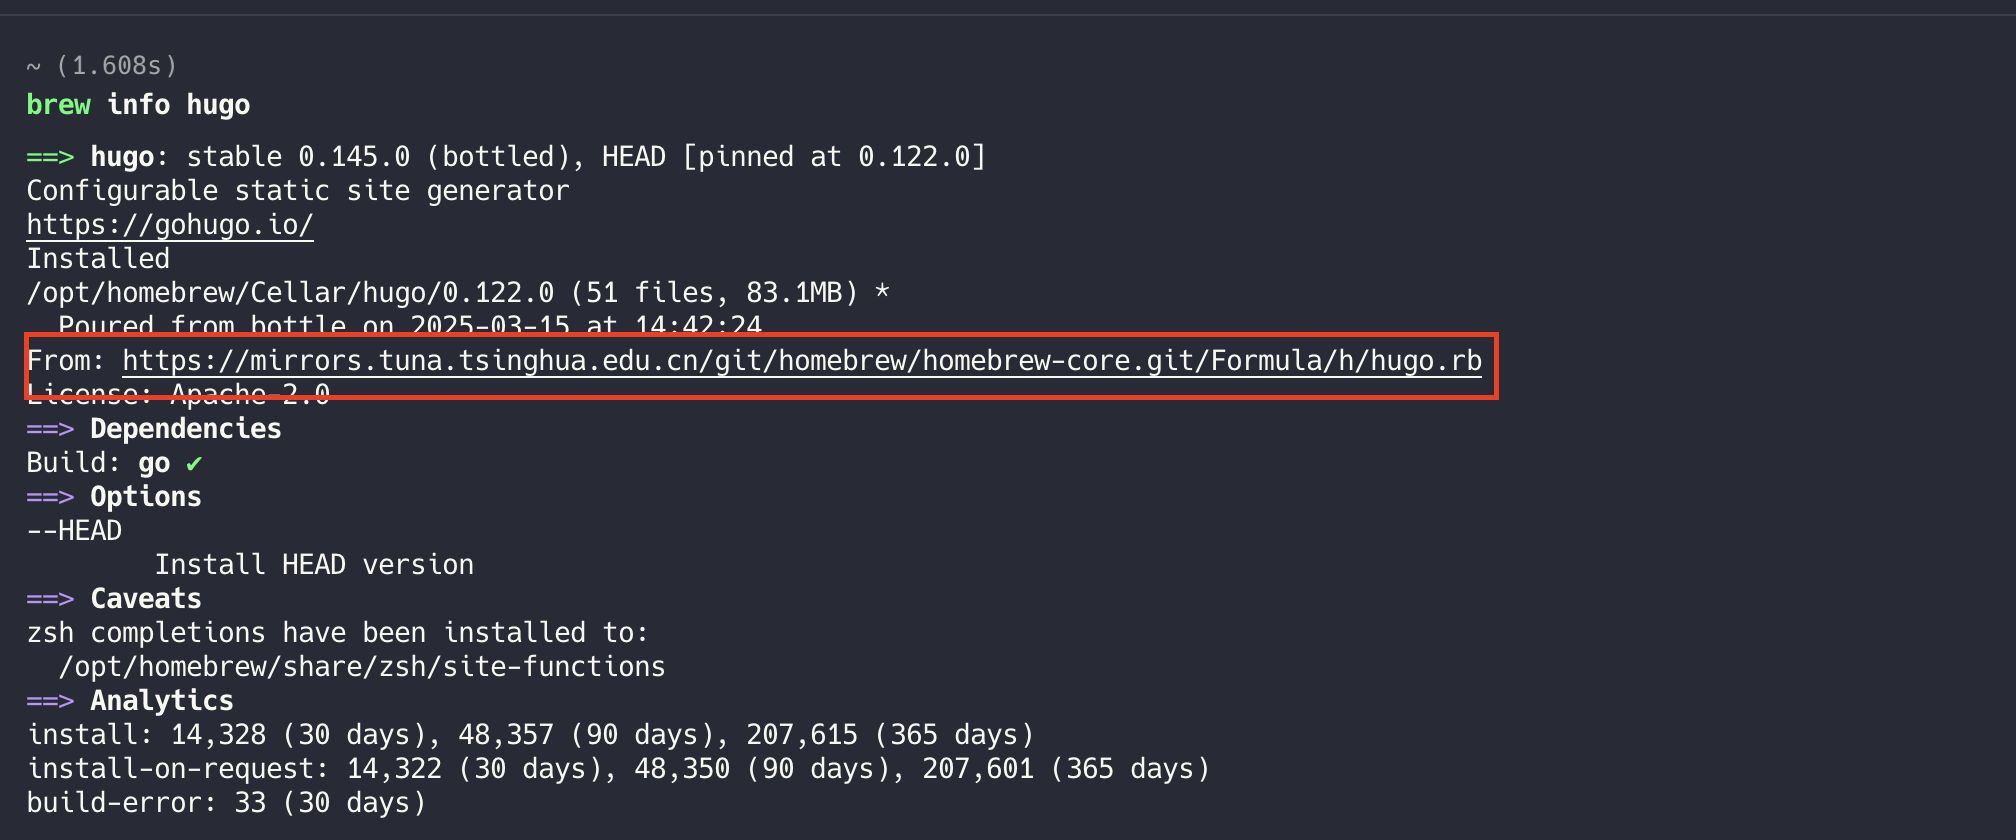 ~ (1.608s)
brew info hugo
==> hugo: stable 0.145.0 (bottled), HEAD [pinned at 0.122.0]
Configurable static site generator
https://gohugo.io/
Installed
/opt/homebrew/Cellar/hugo/0.122.0 (51 files, 83.1MB) *
  Poured from bottle on 2025-03-15 at 14:42:24
From: https://mirrors.tuna.tsinghua.edu.cn/git/homebrew/homebrew-core.git/Formula/h/hugo.rb
License: Apache-2.0
==> Dependencies
Build: go ✔
==> Options
--HEAD
        Install HEAD version
==> Caveats
zsh completions have been installed to:
  /opt/homebrew/share/zsh/site-functions
==> Analytics
install: 14,328 (30 days), 48,357 (90 days), 207,615 (365 days)
install-on-request: 14,322 (30 days), 48,350 (90 days), 207,601 (365 days)
build-error: 33 (30 days)